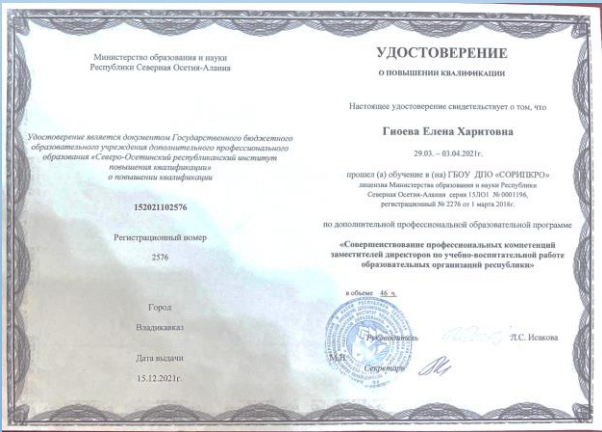 Министерство образования и науки
Республики Северная Осетия-Алания
Удостоверение является документом Государственного бюджетного
образовательного учреждения дополнительного профессионального
образования «Северо-Осетинский республиканский институт
повышения квалификации»
о повышении квалификации
152021102576
Регистрационный номер
2576
Город
Владикавказ
Дата выдачи
15.12.2021г.
УДОСТОВЕРЕНИЕ
О ПОВЫШЕНИИ КВАЛИФИКАЦИИ
Настоящее удостоверение свидетельствует о том, что
Гиоева Елена Харитовна
29.03. – 03.04.2021г.
прошел (а) обучение в (на) ГБОУ ДПО «СОРИПКРО»
лицензия Министерства образования и науки Республики
Северная Осетия-Алания серия 15ЛО1 № 0001196,
регистрационный № 2276 от 1 марта 2016г.
по дополнительной профессиональной образовательной программе
«Совершенствование профессиональных компетенций
заместителей директоров по учебно-воспитательной работе
образовательных организаций республики»
в объеме 46 ч.
Руководитель Л.С. Исакова
М.П.
Секретарь